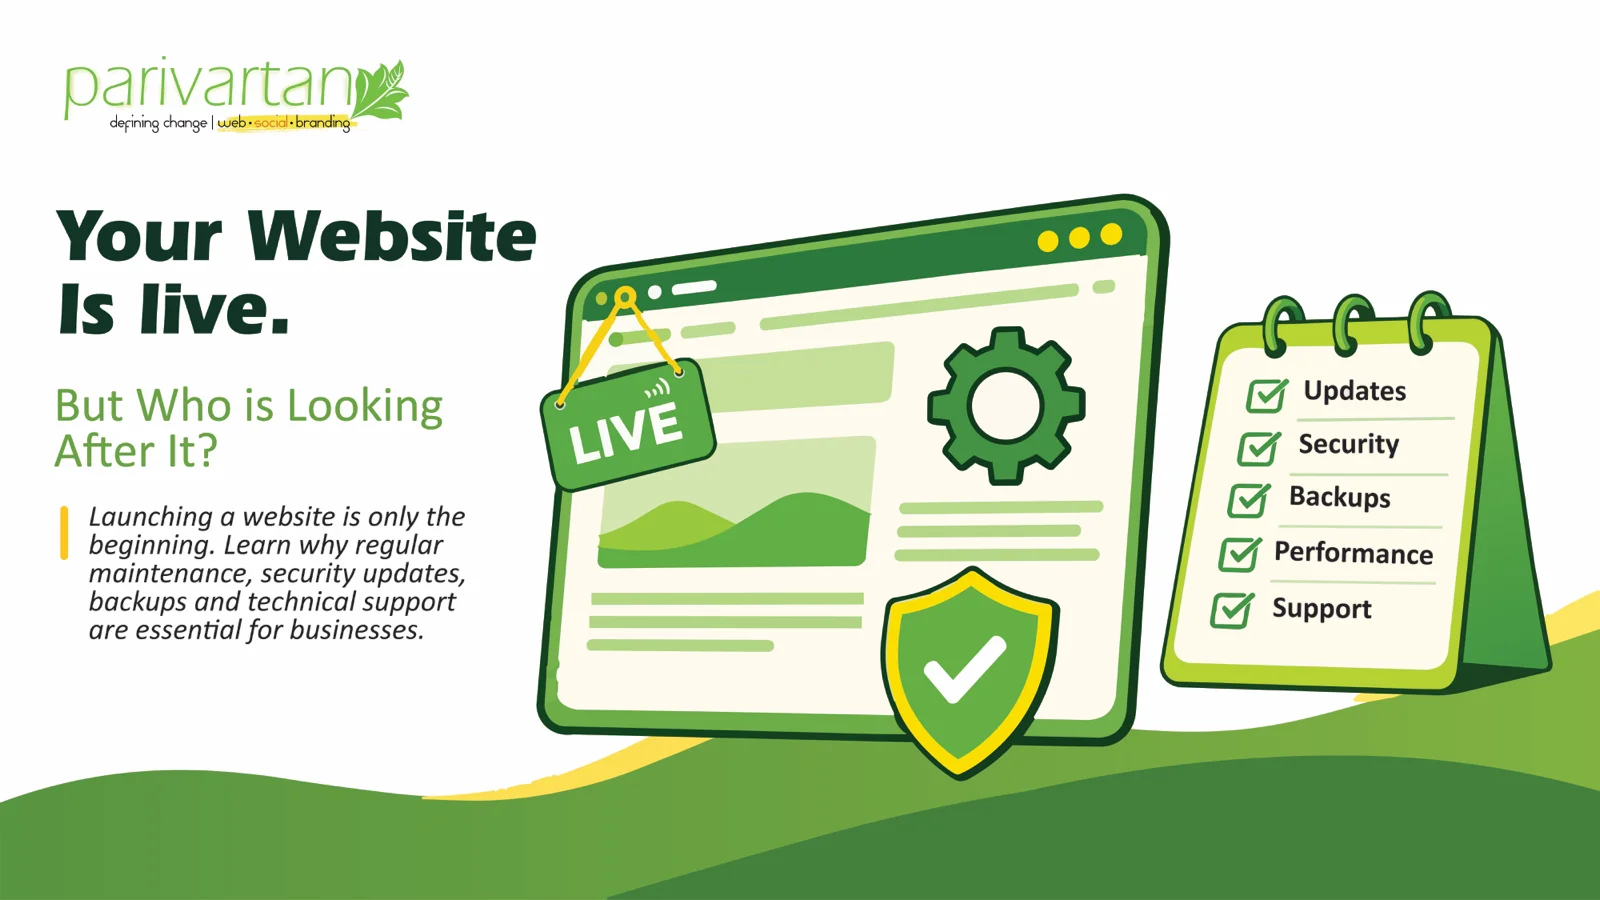 parivartan
defining change | web • social • branding
Your Website
Is live.
But Who is Looking
After It?
Launching a website is only the
beginning. Learn why regular
maintenance, security updates,
backups and technical support
are essential for businesses.
LIVE
Updates
Security
Backups
Performance
Support